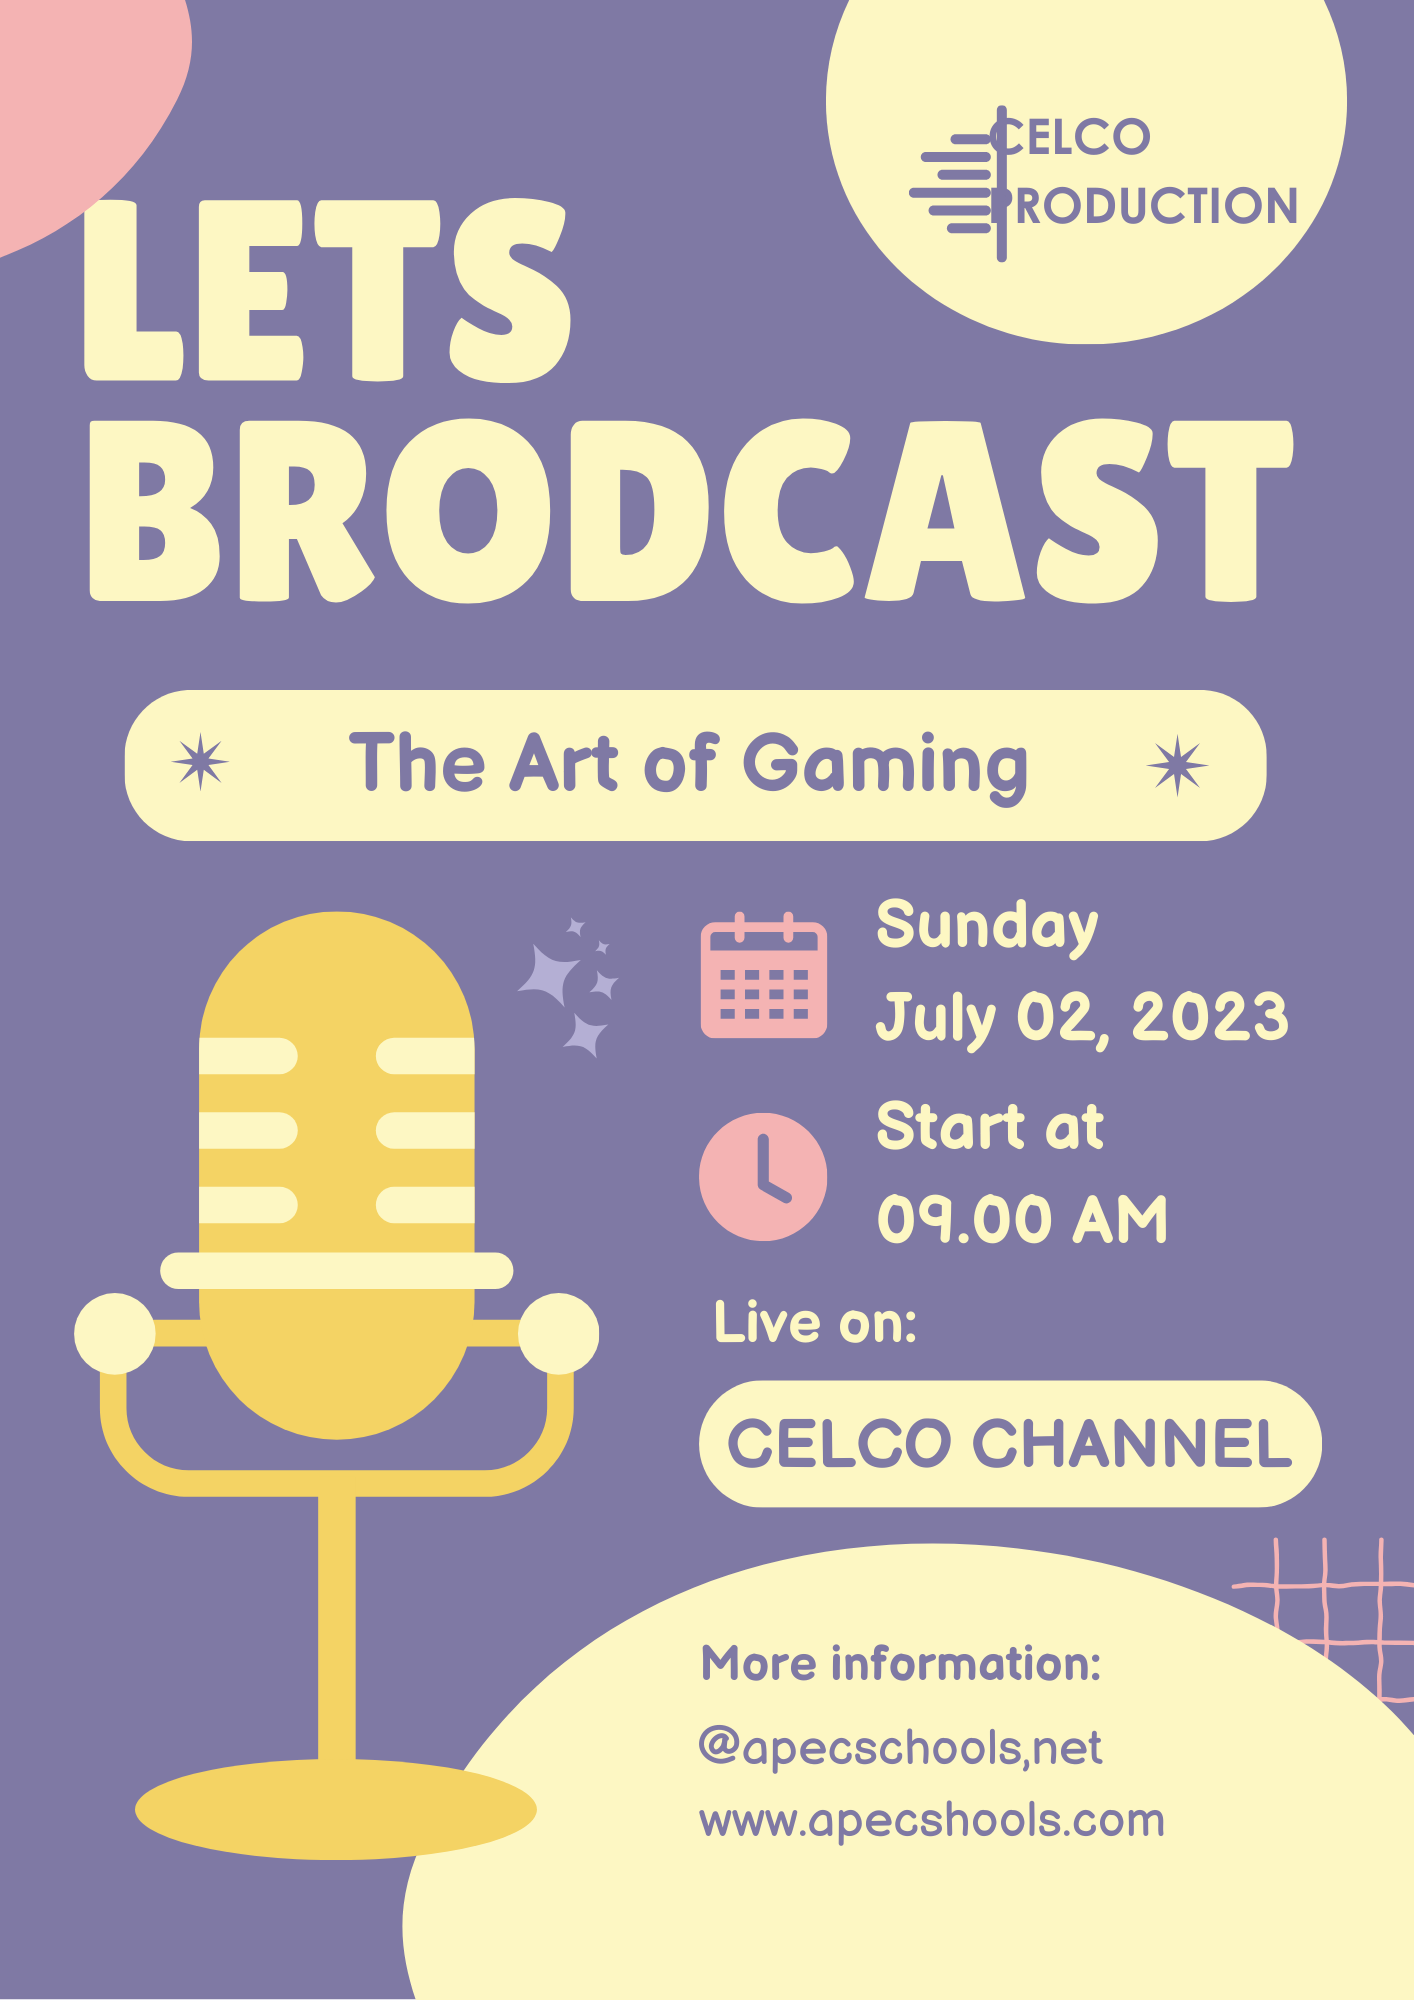 CELCO
PRODUCTION
LETS
BRODCAST
The Art of Gaming
Sunday
July 02, 2023
Start at
09.00 AM
Live on:
CELCO CHANNEL
More information:
@apecschools,net
www.apecshools.com